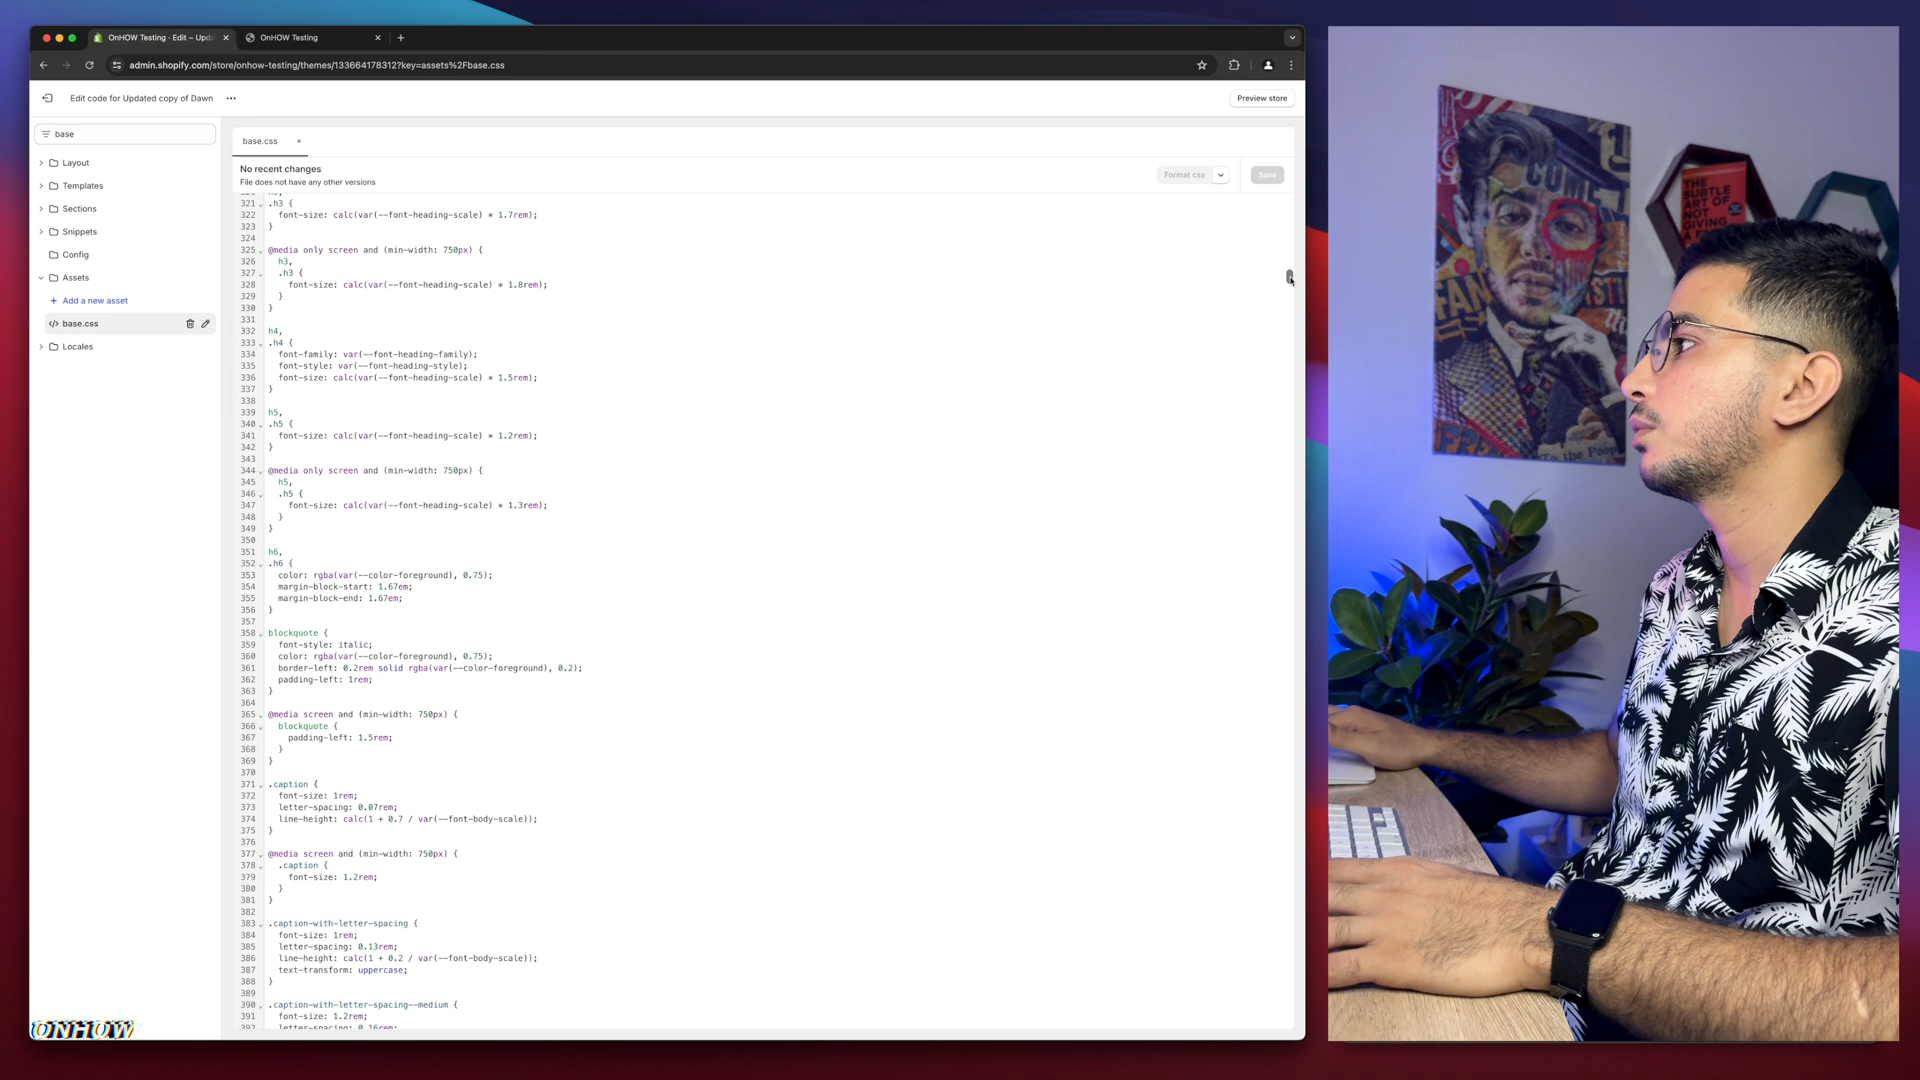 OnHOW Testing · Edit ~ Upda
OnHOW Testing
admin.shopify.com/store/onhow-testing/themes/133664178312?key=assets%2Fbase.css
Edit code for Updated copy of Dawn
Preview store
base
Layout
Templates
Sections
Snippets
Config
Assets
Add a new asset
base.css
Locales
base.css
No recent changes
File does not have any other versions
Format css
Save
321 .h3 {
322 font-size: calc(var(--font-heading-scale) * 1.7rem);
323 }
324
325 @media only screen and (min-width: 750px) {
326 h3,
327 .h3 {
328 font-size: calc(var(--font-heading-scale) * 1.8rem);
329 }
330 }
331
332 h4,
333 .h4 {
334 font-family: var(--font-heading-family);
335 font-style: var(--font-heading-style);
336 font-size: calc(var(--font-heading-scale) * 1.5rem);
337 }
338
339 h5,
340 .h5 {
341 font-size: calc(var(--font-heading-scale) * 1.2rem);
342 }
343
344 @media only screen and (min-width: 750px) {
345 h5,
346 .h5 {
347 font-size: calc(var(--font-heading-scale) * 1.3rem);
348 }
349 }
350
351 h6,
352 .h6 {
353 color: rgba(var(--color-foreground), 0.75);
354 margin-block-start: 1.67em;
355 margin-block-end: 1.67em;
356 }
357
358 blockquote {
359 font-style: italic;
360 color: rgba(var(--color-foreground), 0.75);
361 border-left: 0.2rem solid rgba(var(--color-foreground), 0.2);
362 padding-left: 1rem;
363 }
364
365 @media screen and (min-width: 750px) {
366 blockquote {
367 padding-left: 1.5rem;
368 }
369 }
370
371 .caption {
372 font-size: 1rem;
373 letter-spacing: 0.07rem;
374 line-height: calc(1 + 0.7 / var(--font-body-scale));
375 }
376
377 @media screen and (min-width: 750px) {
378 .caption {
379 font-size: 1.2rem;
380 }
381 }
382
383 .caption-with-letter-spacing {
384 font-size: 1rem;
385 letter-spacing: 0.13rem;
386 line-height: calc(1 + 0.2 / var(--font-body-scale));
387 text-transform: uppercase;
388 }
389
390 .caption-with-letter-spacing--medium {
391 font-size: 1.2rem;
392 letter-spacing: 0.16rem;
ONHOW
THE
SUBTLE
ART OF
NOT
GIVING
COME
FAN
To the People